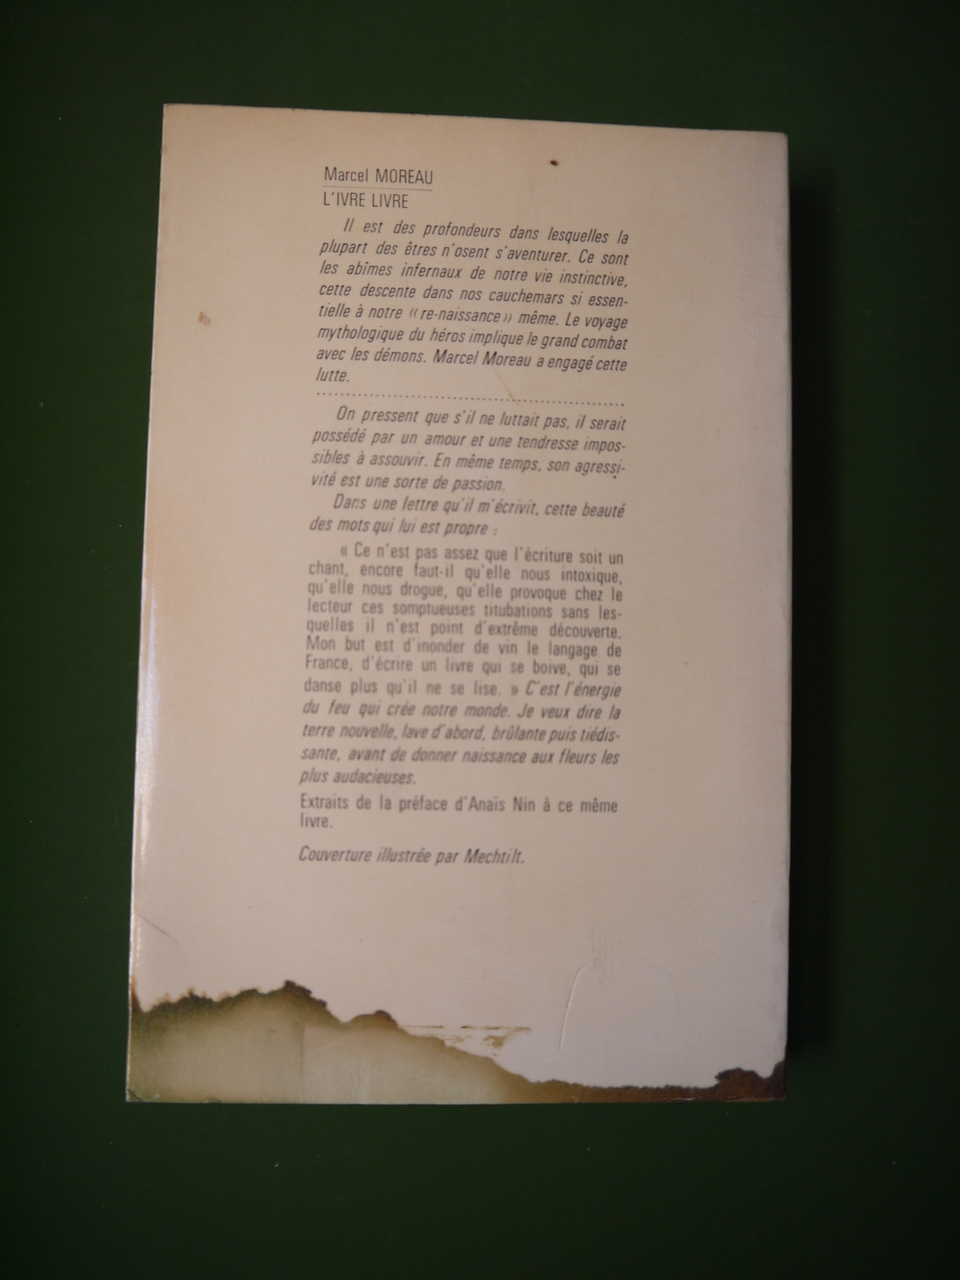 Marcel MOREAU
L'IVRE LIVRE
Il est des profondeurs dans lesquelles la
plupart des êtres n'osent s'aventurer. Ce sont
les abîmes infernaux de notre vie instinctive,
cette descente dans nos cauchemars si essen-
tielle à notre « re-naissance » même. Le voyage
mythologique du héros implique le grand combat
avec les démons. Marcel Moreau a engagé cette
lutte.
On pressent que s'il ne luttait pas, il serait
possédé par un amour et une tendresse impos-
sibles à assouvir. En même temps, son agressi-
vité est une sorte de passion.
Dans une lettre qu'il m'écrivit, cette beauté
des mots qui lui est propre :
« Ce n'est pas assez que l'écriture soit un
chant, encore faut-il qu'elle nous intoxique,
qu'elle nous drogue, qu'elle provoque chez le
lecteur ces somptueuses titubations sans les-
quelles il n'est point d'extrême découverte.
Mon but est d'inonder de vin le langage de
France, d'écrire un livre qui se boive, qui se
danse plus qu'il ne se lise. » C'est l'énergie
du feu qui crée notre monde. Je veux dire la
terre nouvelle, lave d'abord, brûlante puis tiédis-
sante, avant de donner naissance aux fleurs les
plus audacieuses.
Extraits de la préface d'Anaïs Nin à ce même
livre.
Couverture illustrée par Mechtilt.